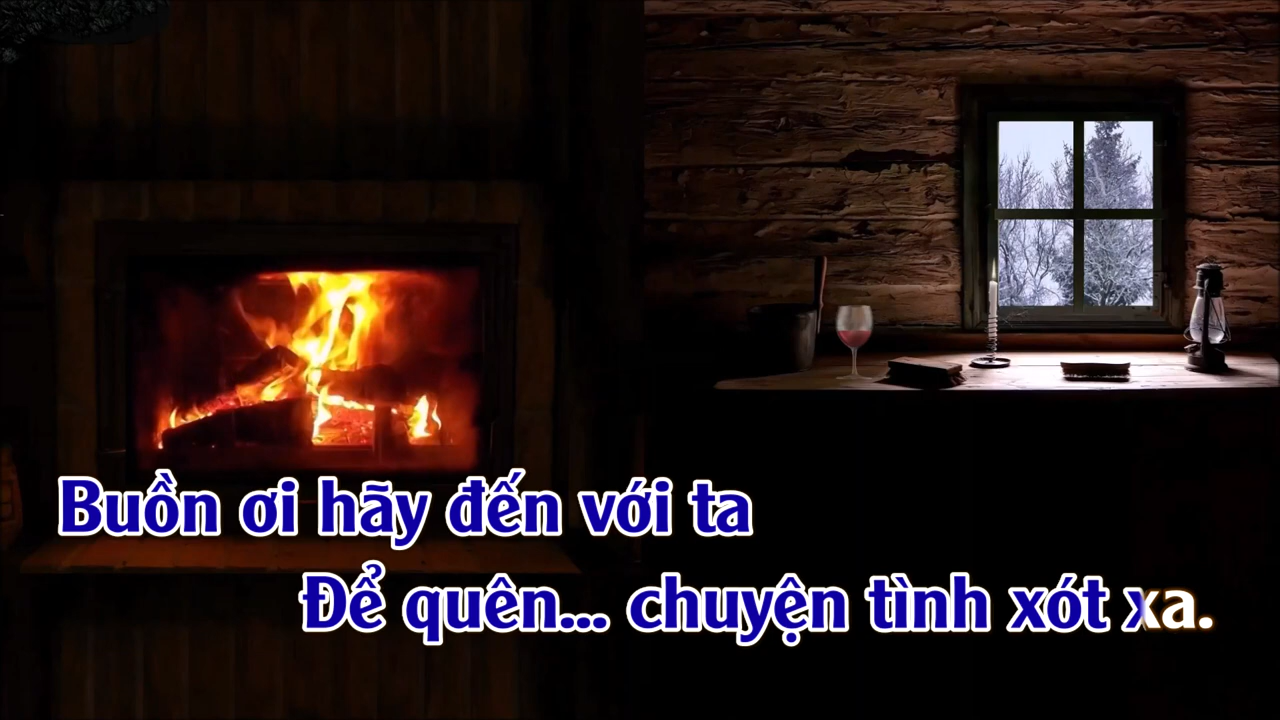 Buồn ơi hãy đến với ta
Để quên... chuyện tình xót xa.